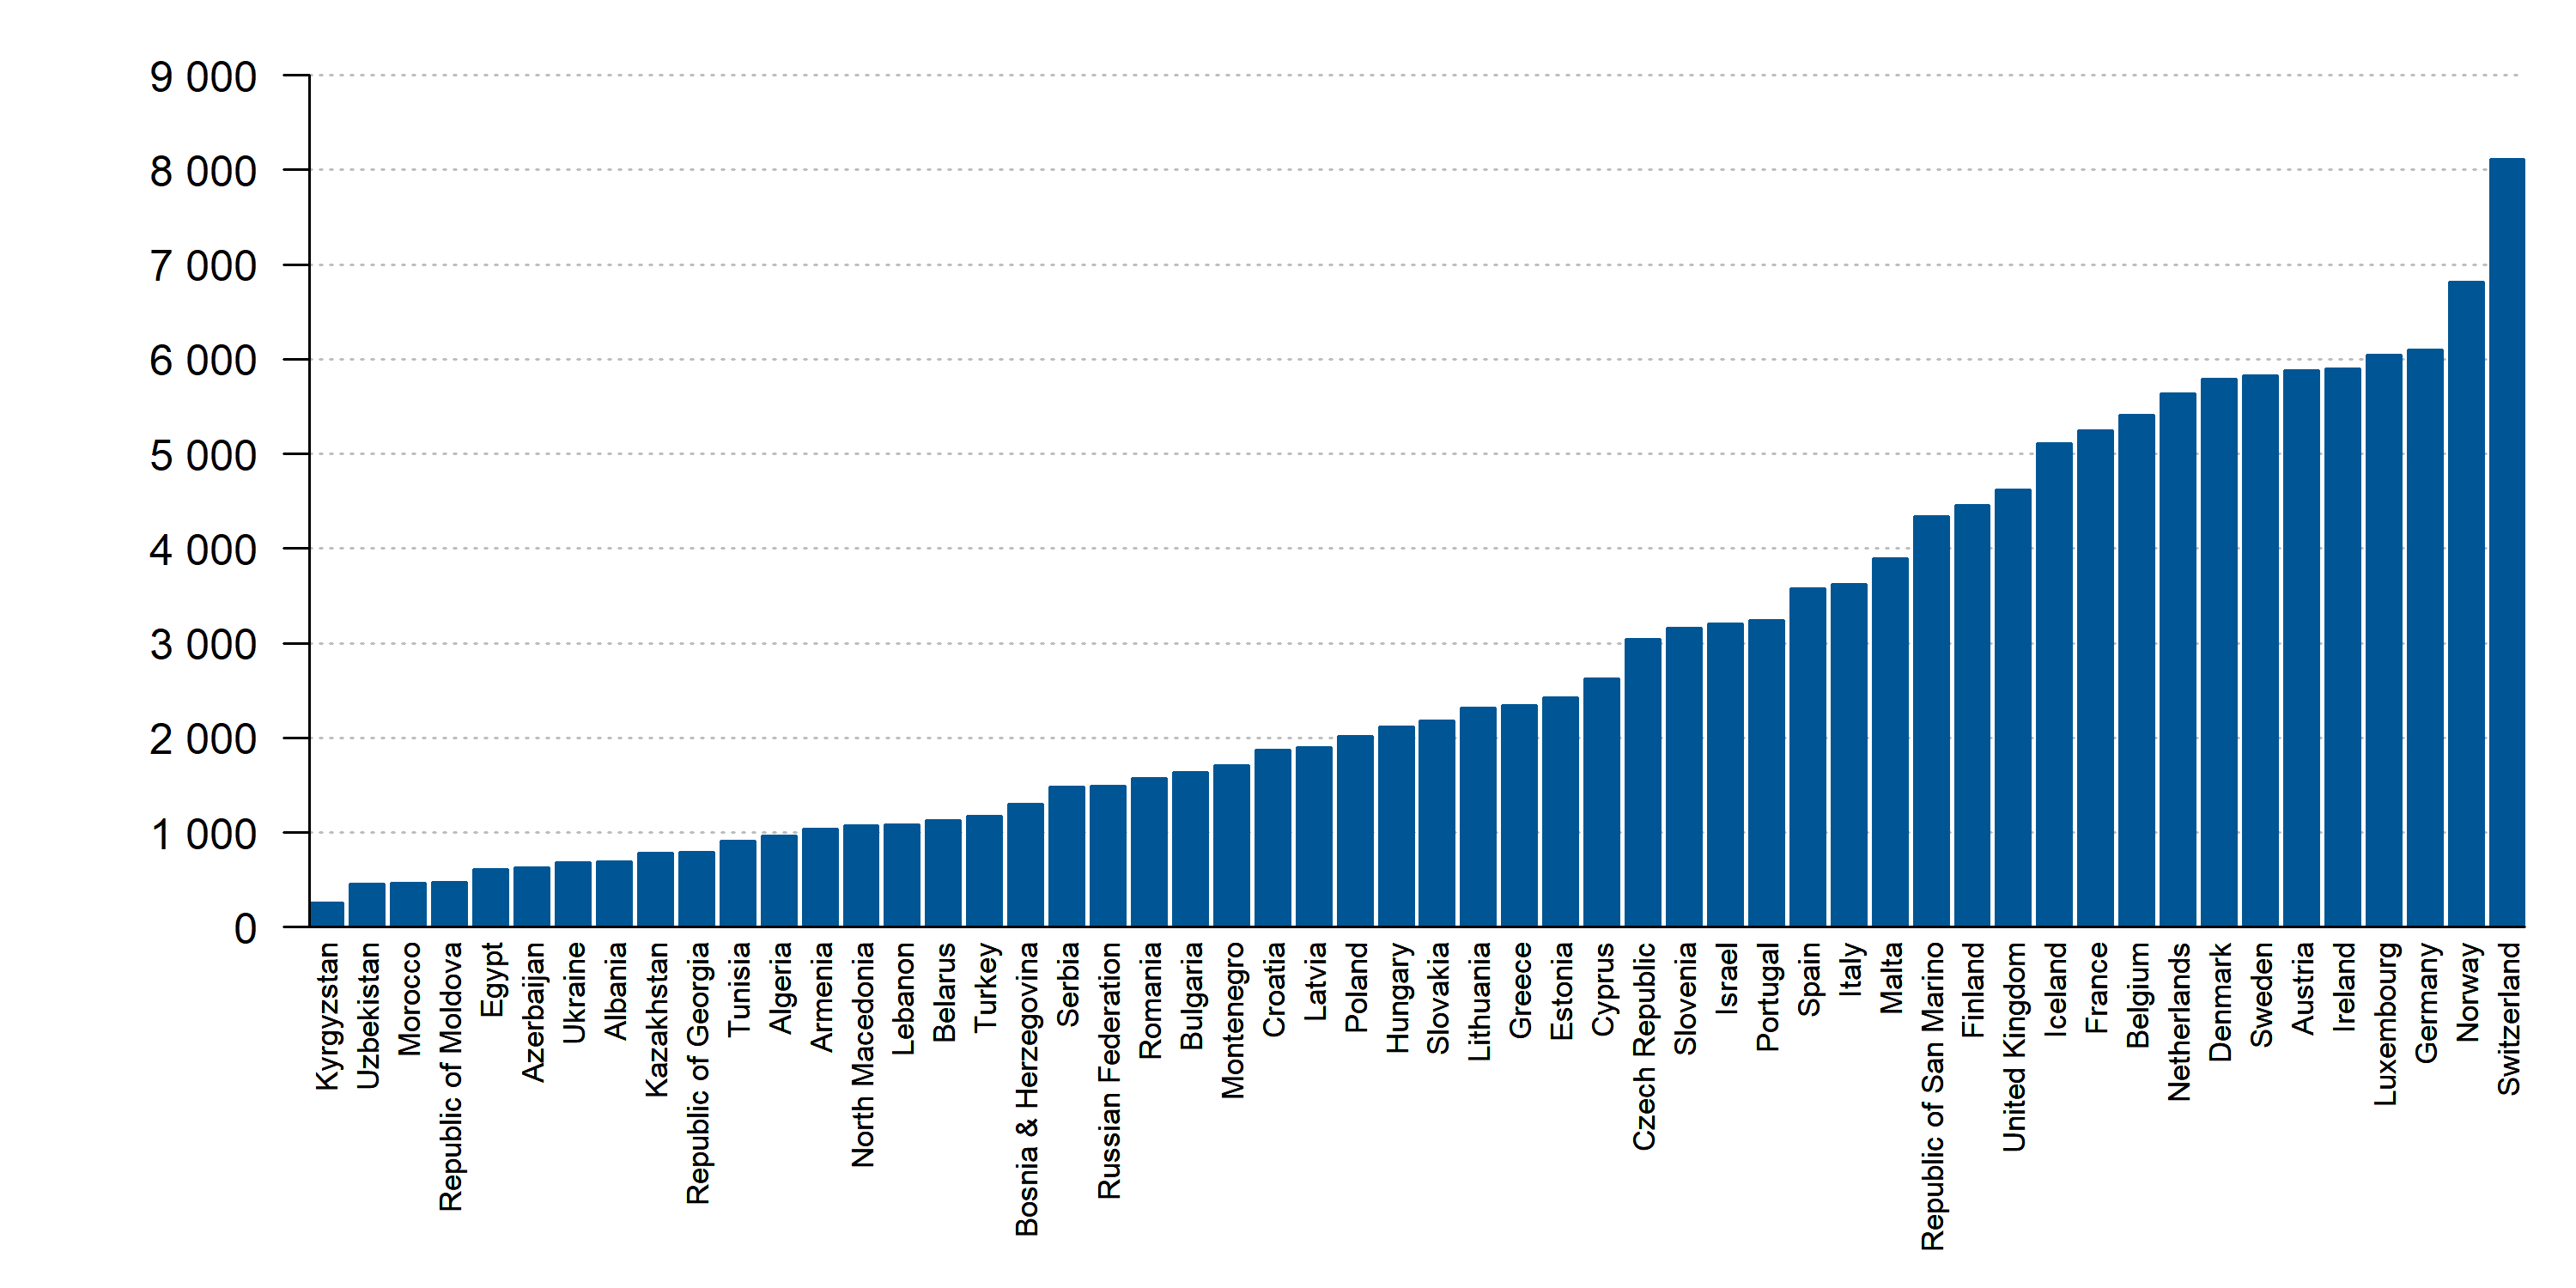 9 000
8 000
7 000
6 000
5 000
4 000
3 000
2 000
1 000
0
Kyrgyzstan
Uzbekistan
Morocco
Republic of Moldova
Egypt
Azerbaijan
Ukraine
Albania
Kazakhstan
Republic of Georgia
Tunisia
Algeria
Armenia
North Macedonia
Lebanon
Belarus
Turkey
Bosnia & Herzegovina
Serbia
Russian Federation
Romania
Bulgaria
Montenegro
Croatia
Latvia
Poland
Hungary
Slovakia
Lithuania
Greece
Estonia
Cyprus
Czech Republic
Slovenia
Israel
Portugal
Spain
Italy
Malta
Republic of San Marino
Finland
United Kingdom
Iceland
France
Belgium
Netherlands
Denmark
Sweden
Austria
Ireland
Luxembourg
Germany
Norway
Switzerland